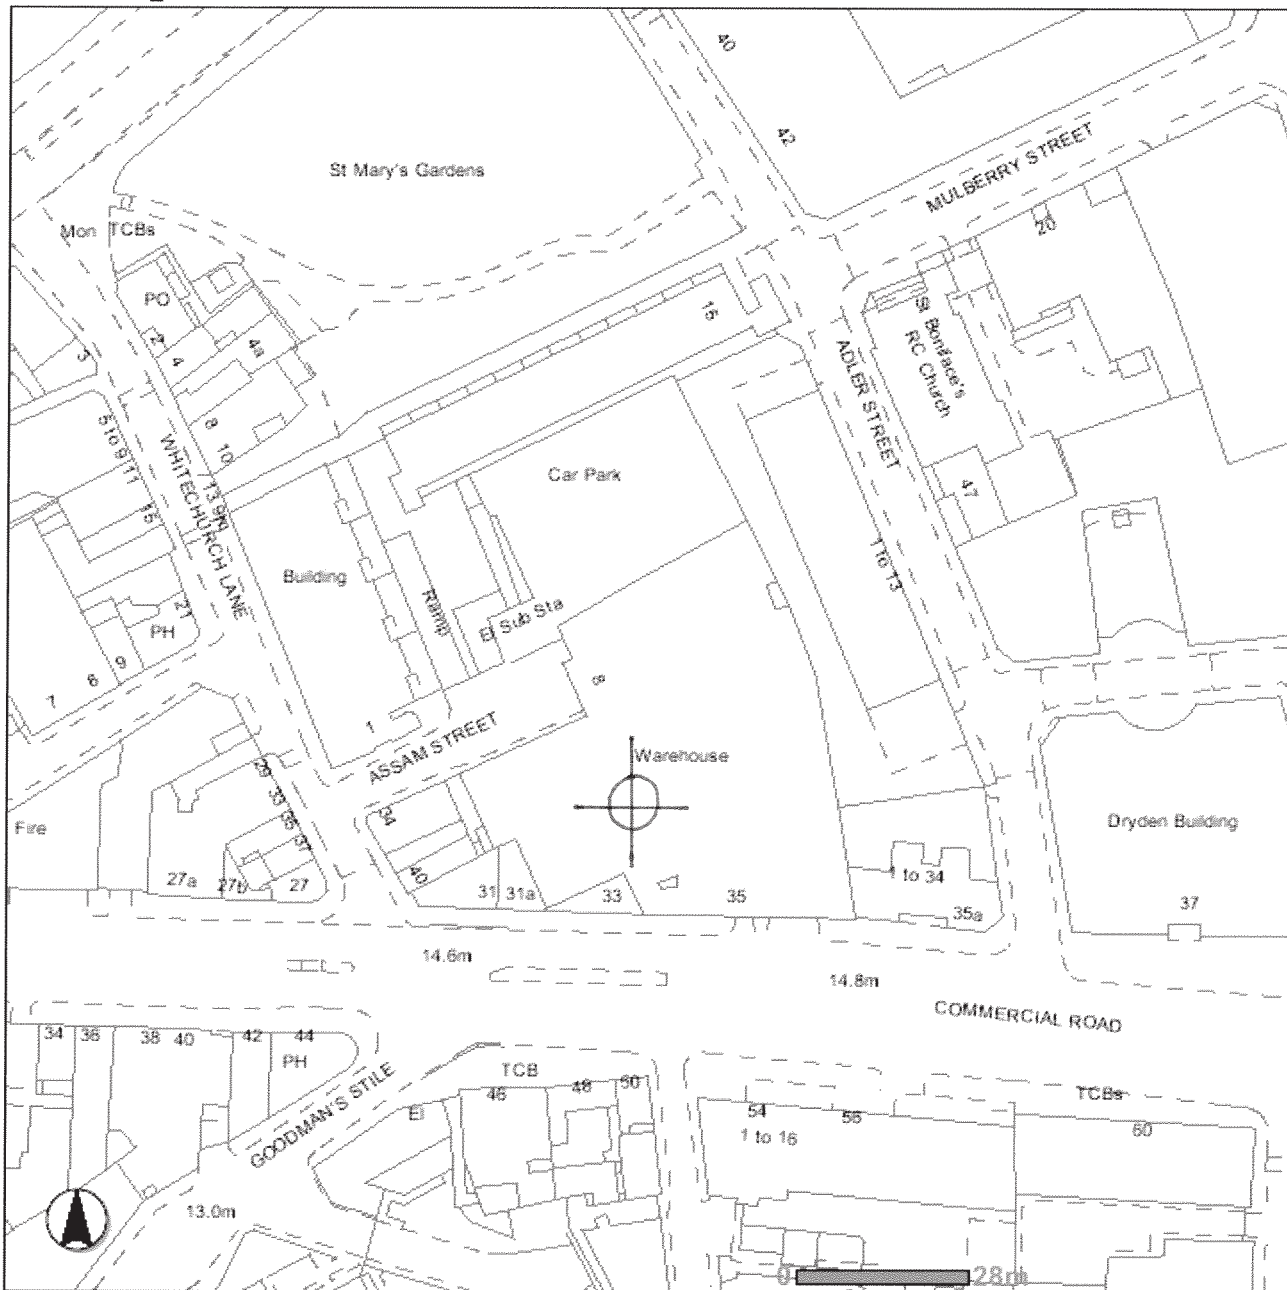 40
42
MULBERRY STREET
St Mary's Gardens
20
Mon TCBs
PO
2
4
4a
3
15
St Boniface's
RC Church
ADLER STREET
8
10
5 to 9
11
WHITECHURCH LANE
13.9m
15
Car Park
47
1 to 13
Building
Ramp
El Sub Sta
21
PH
9
6
7
8
1
ASSAM STREET
Warehouse
29
33
35
37
34
Fire
Dryden Building
27a
27b
27
40
31
31a
33
35
1 to 34
35a
37
14.6m
14.8m
COMMERCIAL ROAD
34
36
38
40
42
44
PH
GOODMAN'S STILE
TCB
46
48
50
El
TCBs
54
56
60
1 to 16
13.0m
0
28m